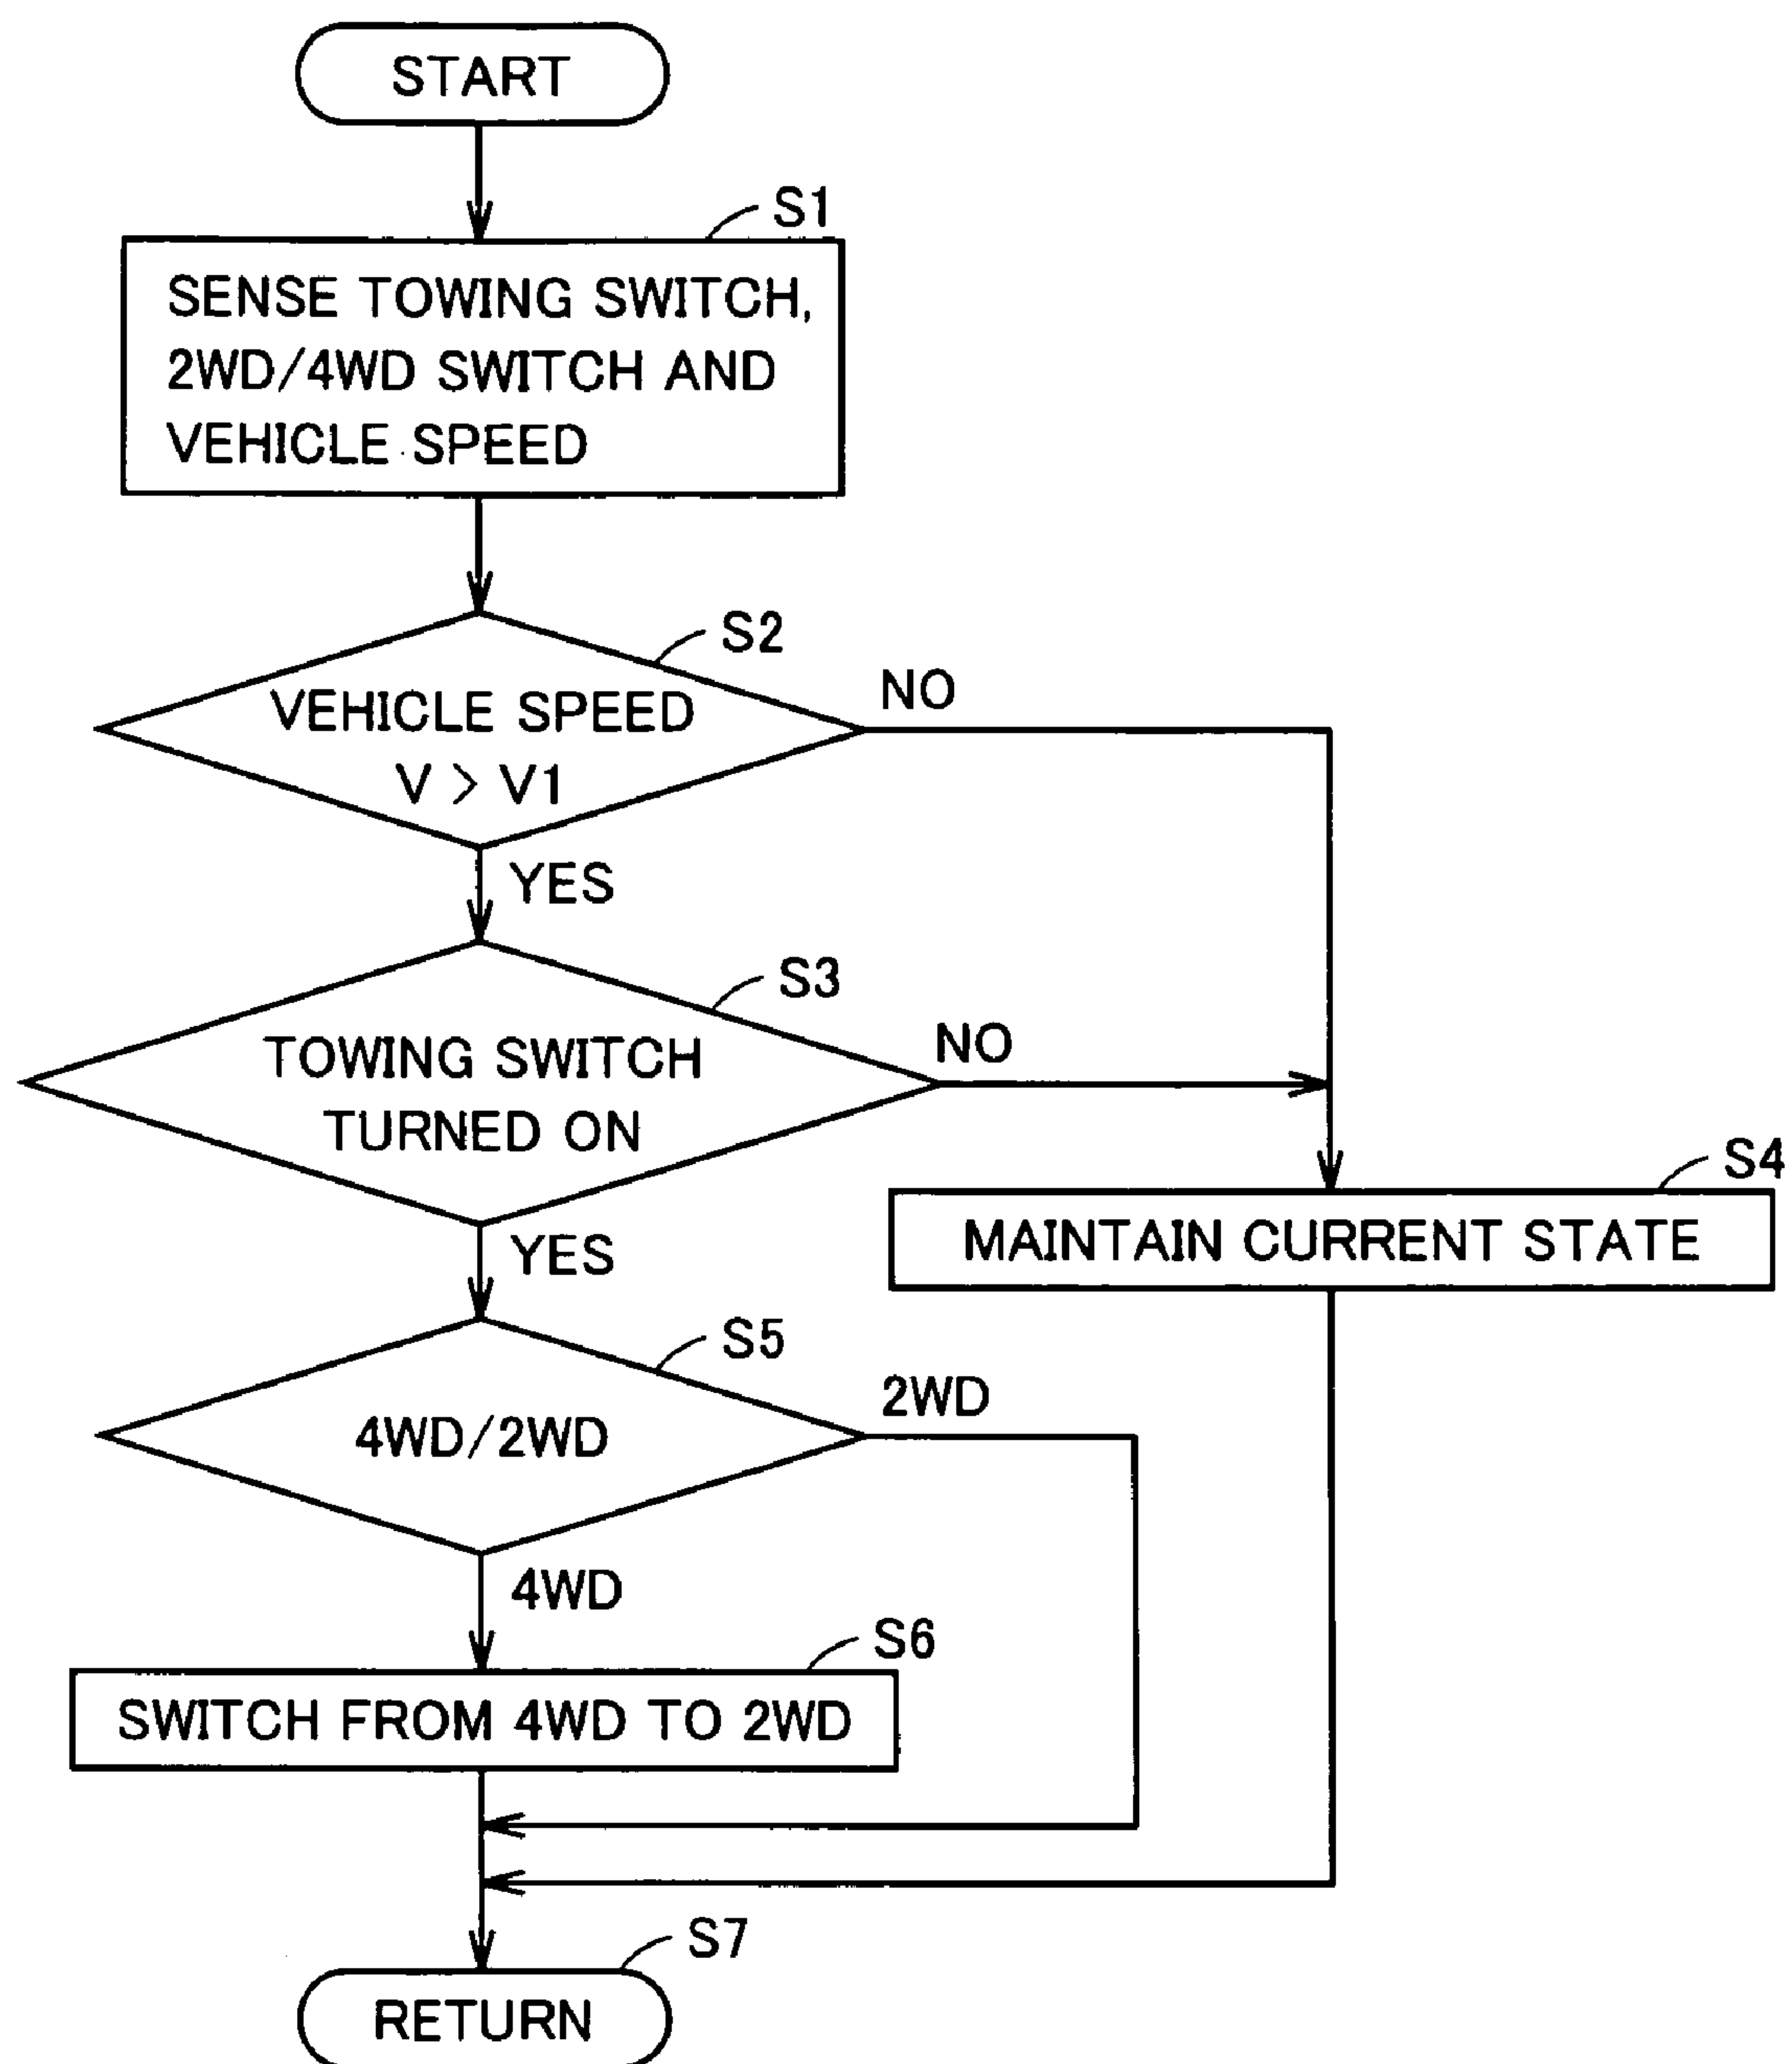 START
S1
SENSE TOWING SWITCH,
2WD/4WD SWITCH AND
VEHICLE SPEED
S2
VEHICLE SPEED
V > V1
NO
YES
S3
TOWING SWITCH
TURNED ON
NO
YES
S4
MAINTAIN CURRENT STATE
S5
4WD/2WD
2WD
4WD
S6
SWITCH FROM 4WD TO 2WD
S7
RETURN